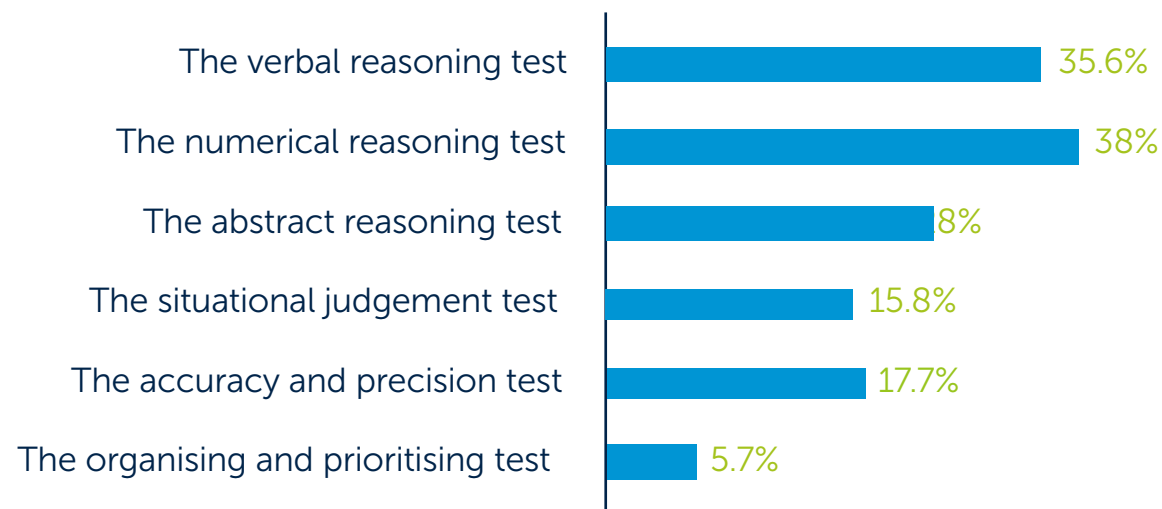 The verbal reasoning test 35.6%
The numerical reasoning test 38%
The abstract reasoning test 8%
The situational judgement test 15.8%
The accuracy and precision test 17.7%
The organising and prioritising test 5.7%